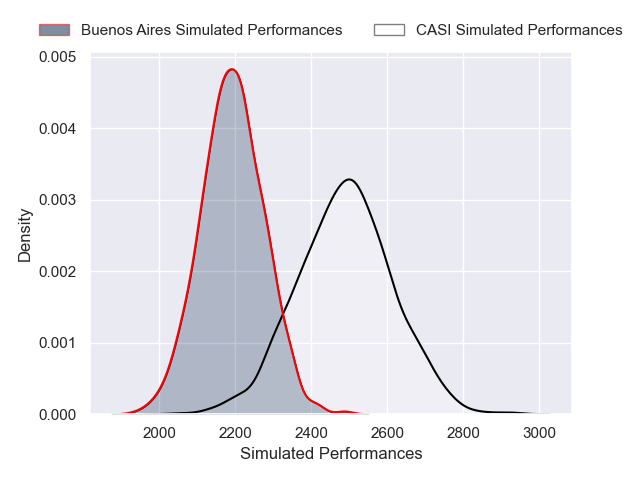 Buenos Aires Simulated Performances
CASI Simulated Performances
0.005
0.004
0.003
0.002
0.001
0.000
Density
2000 2200 2400 2600 2800 3000
Simulated Performances